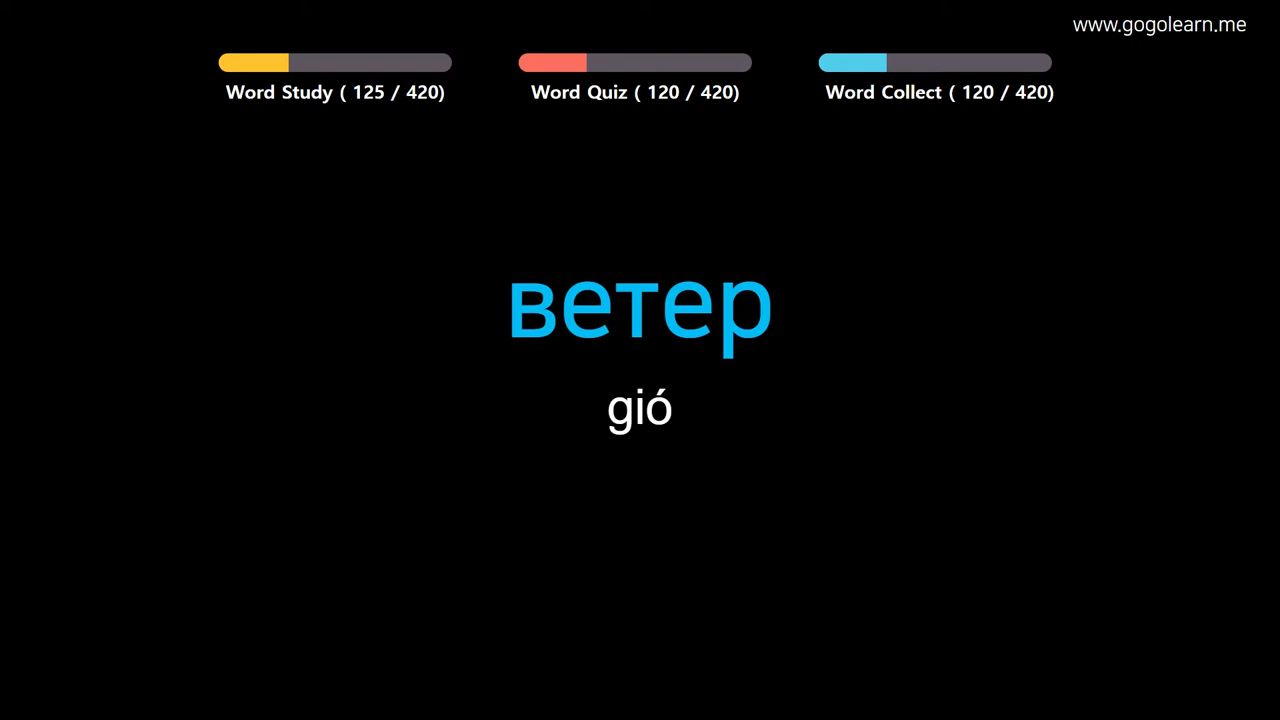 www.gogolearn.me
Word Study ( 125 / 420)
Word Quiz ( 120 / 420)
Word Collect ( 120 / 420)
ветер
gió